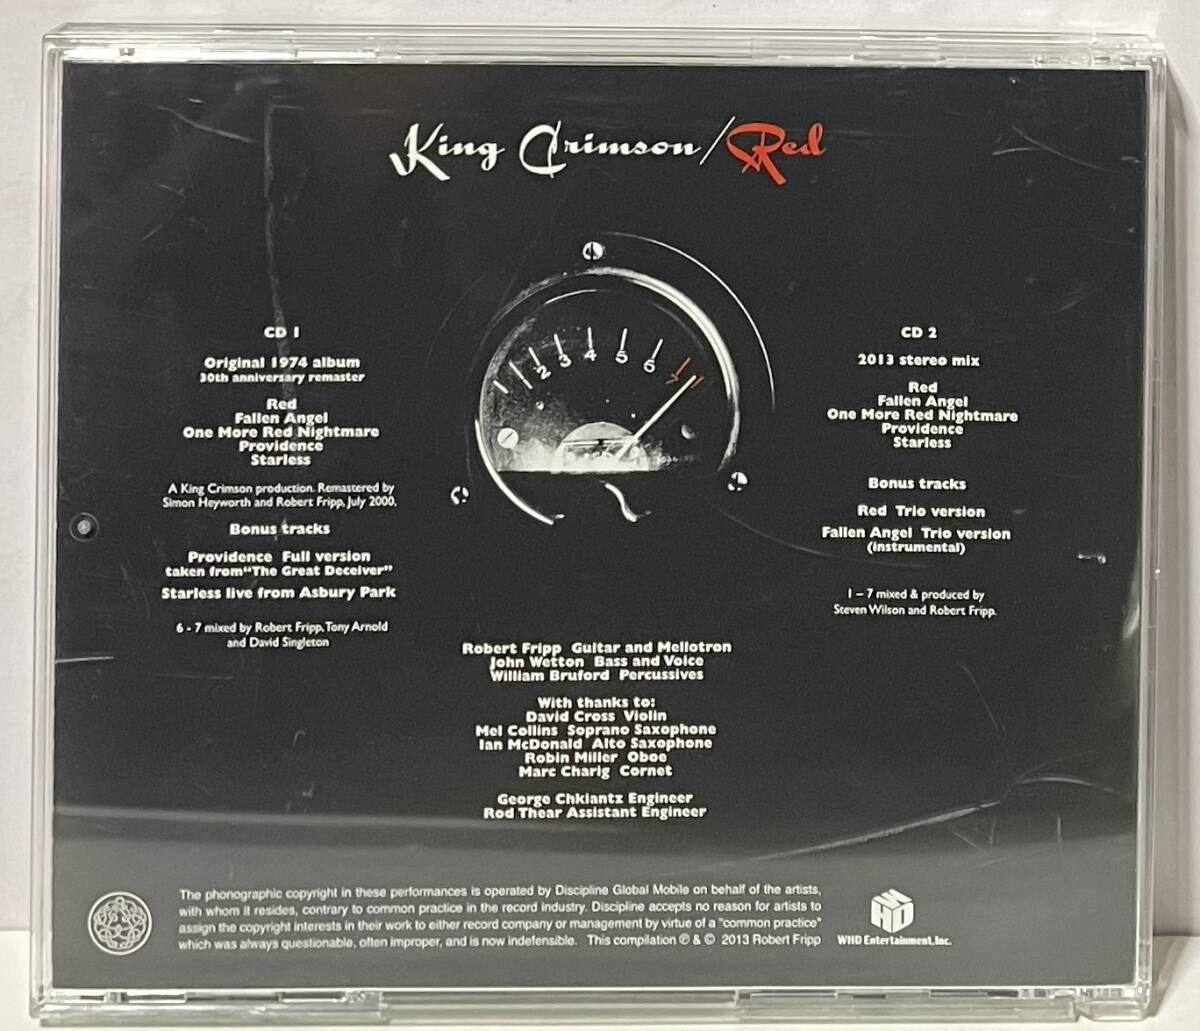 King Crimson/Red
CD 1
Original 1974 album
30th anniversary remaster
Red
Fallen Angel
One More Red Nightmare
Providence
Starless
A King Crimson production. Remastered by
Simon Heyworth and Robert Fripp, July 2000.
Bonus tracks
Providence Full version
taken from"The Great Deceiver"
Starless live from Asbury Park
6 - 7 mixed by Robert Fripp, Tony Arnold
and David Singleton
2 3 4 5 6 7
CD 2
2013 stereo mix
Red
Fallen Angel
One More Red Nightmare
Providence
Starless
Bonus tracks
Red Trio version
Fallen Angel Trio version
(instrumental)
1 – 7 mixed & produced by
Steven Wilson and Robert Fripp.
Robert Fripp Guitar and Mellotron
John Wetton Bass and Voice
William Bruford Percussives
With thanks to:
David Cross Violin
Mel Collins Soprano Saxophone
Ian McDonald Alto Saxophone
Robin Miller Oboe
Marc Charig Cornet
George Chkiantz Engineer
Rod Thear Assistant Engineer
The phonographic copyright in these performances is operated by Discipline Global Mobile on behalf of the artists,
with whom it resides, contrary to common practice in the record industry. Discipline accepts no reason for artists to
assign the copyright interests in their work to either record company or management by virtue of a "common practice"
which was always questionable, often improper, and is now indefensible. This compilation ℗ & © 2013 Robert Fripp
WHD
WHD Entertainment,Inc.